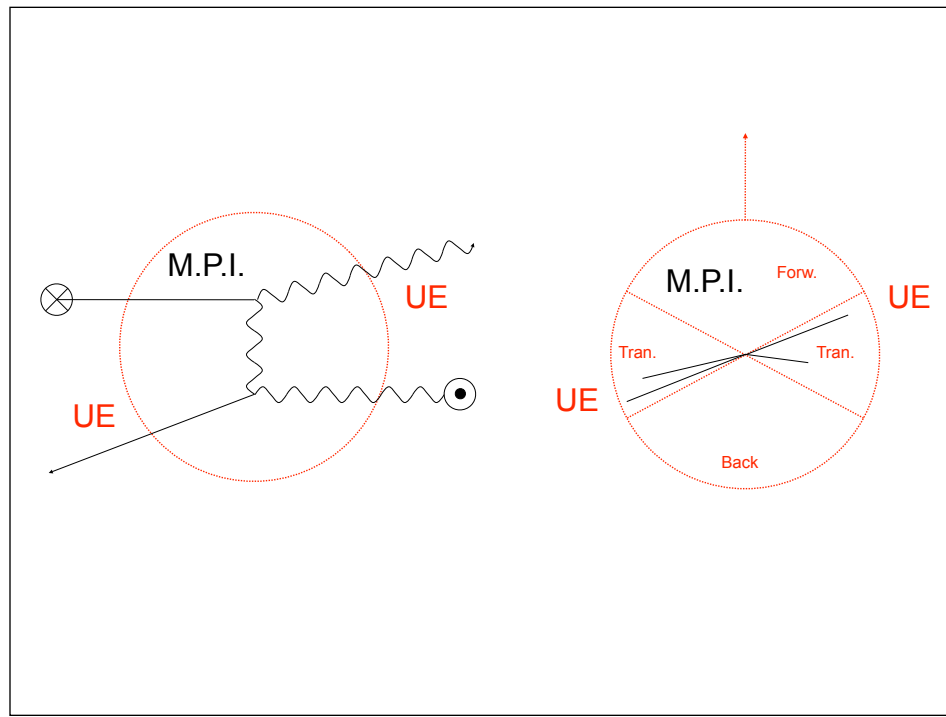 M.P.I.
UE
UE
M.P.I.
Forw.
UE
Tran.
Tran.
UE
Back